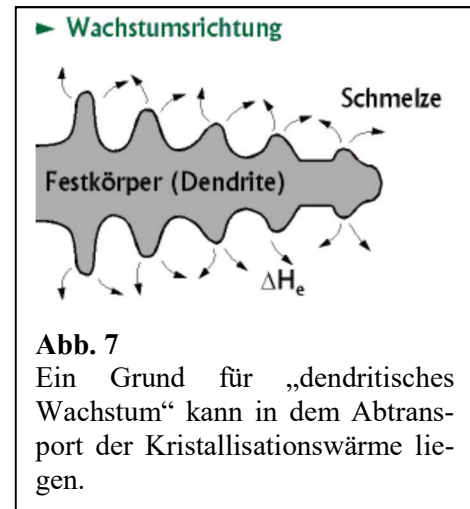 ► Wachstumsrichtung
Schmelze
Festkörper (Dendrite)
ΔHₑ
Abb. 7
Ein Grund für „dendritisches
Wachstum“ kann in dem Abtrans-
port der Kristallisationswärme lie-
gen.